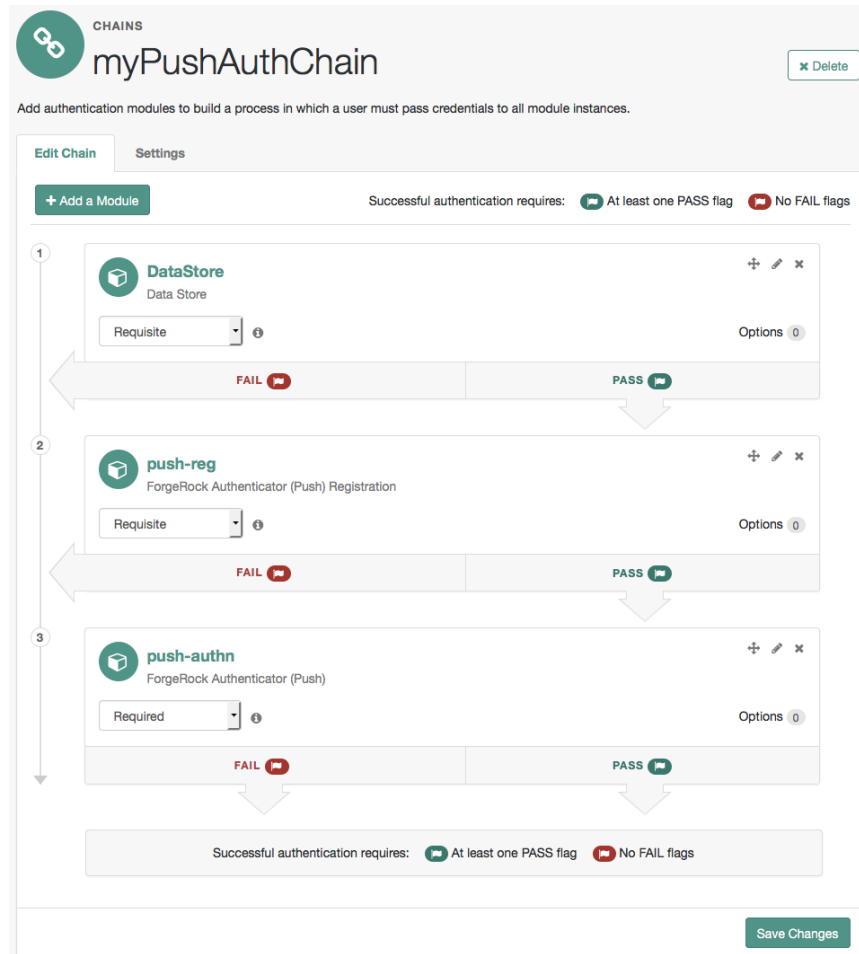 CHAINS
myPushAuthChain
Delete
Add authentication modules to build a process in which a user must pass credentials to all module instances.
Edit Chain Settings
+ Add a Module Successful authentication requires: At least one PASS flag No FAIL flags
1
DataStore
Data Store
Requisite Options 0
FAIL PASS
2
push-reg
ForgeRock Authenticator (Push) Registration
Requisite Options 0
FAIL PASS
3
push-authn
ForgeRock Authenticator (Push)
Required Options 0
FAIL PASS
Successful authentication requires: At least one PASS flag No FAIL flags
Save Changes